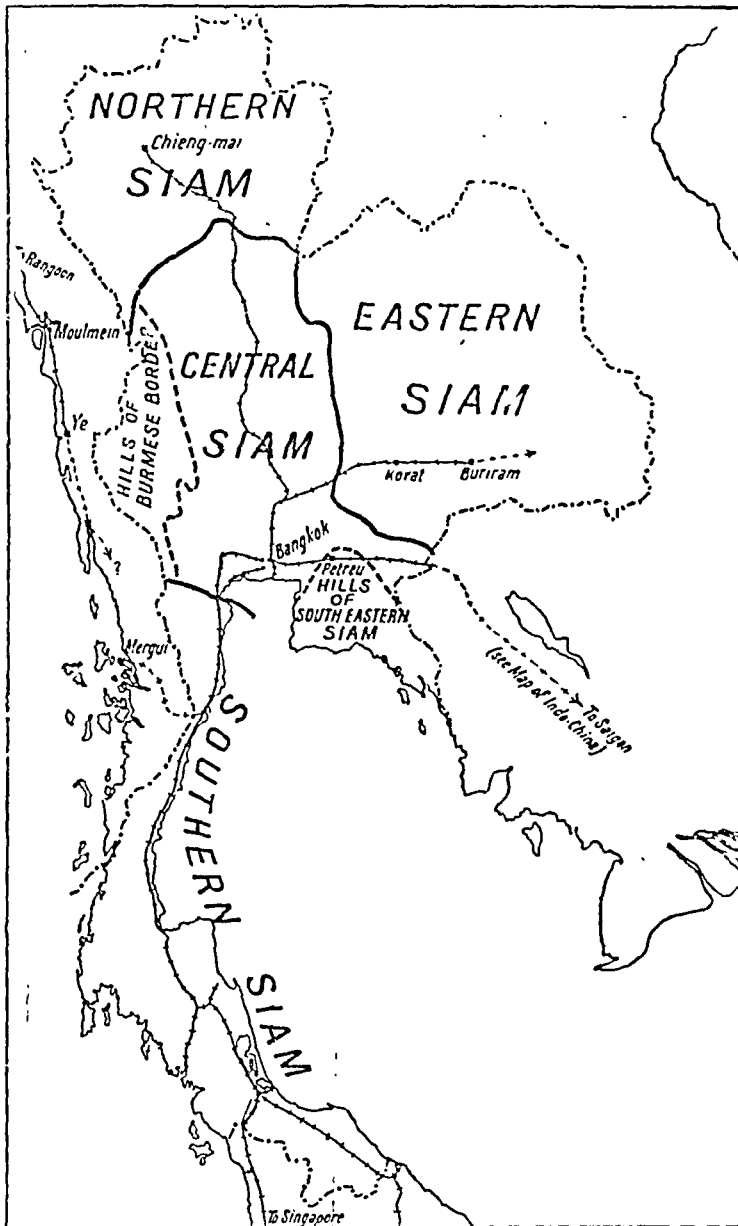 NORTHERN
Chieng-mai
SIAM
Rangoon
Moulmein
EASTERN
SIAM
CENTRAL
SIAM
HILLS OF
BURMESE BORDER
Ye
Korat
Buriram
?
Bangkok
Petreu
HILLS
OF
SOUTH EASTERN
SIAM
Mergui
To Saigon
(see Map of Indo-China)
SOUTHERN
SIAM
To Singapore